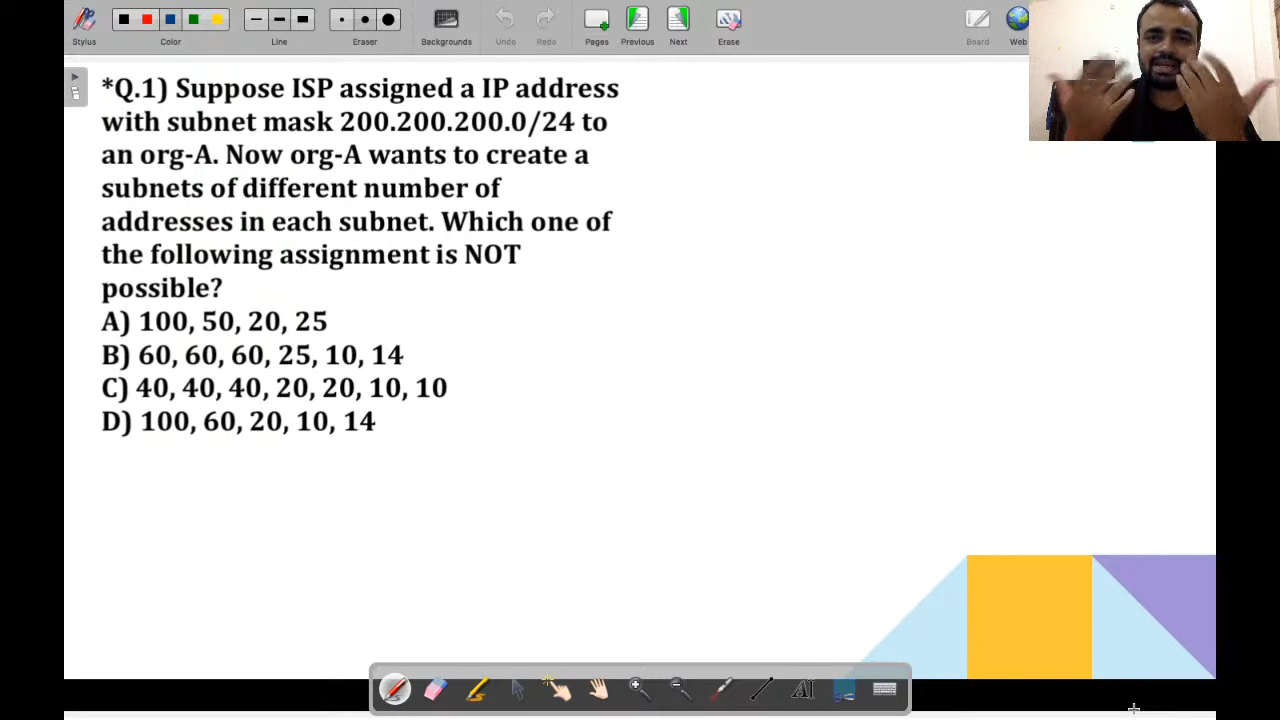 Stylus
Color
Line
Eraser
Backgrounds
Undo
Redo
Pages
Previous
Next
Erase
Board
Web
*Q.1) Suppose ISP assigned a IP address
with subnet mask 200.200.200.0/24 to
an org-A. Now org-A wants to create a
subnets of different number of
addresses in each subnet. Which one of
the following assignment is NOT
possible?
A) 100, 50, 20, 25
B) 60, 60, 60, 25, 10, 14
C) 40, 40, 40, 20, 20, 10, 10
D) 100, 60, 20, 10, 14
AI